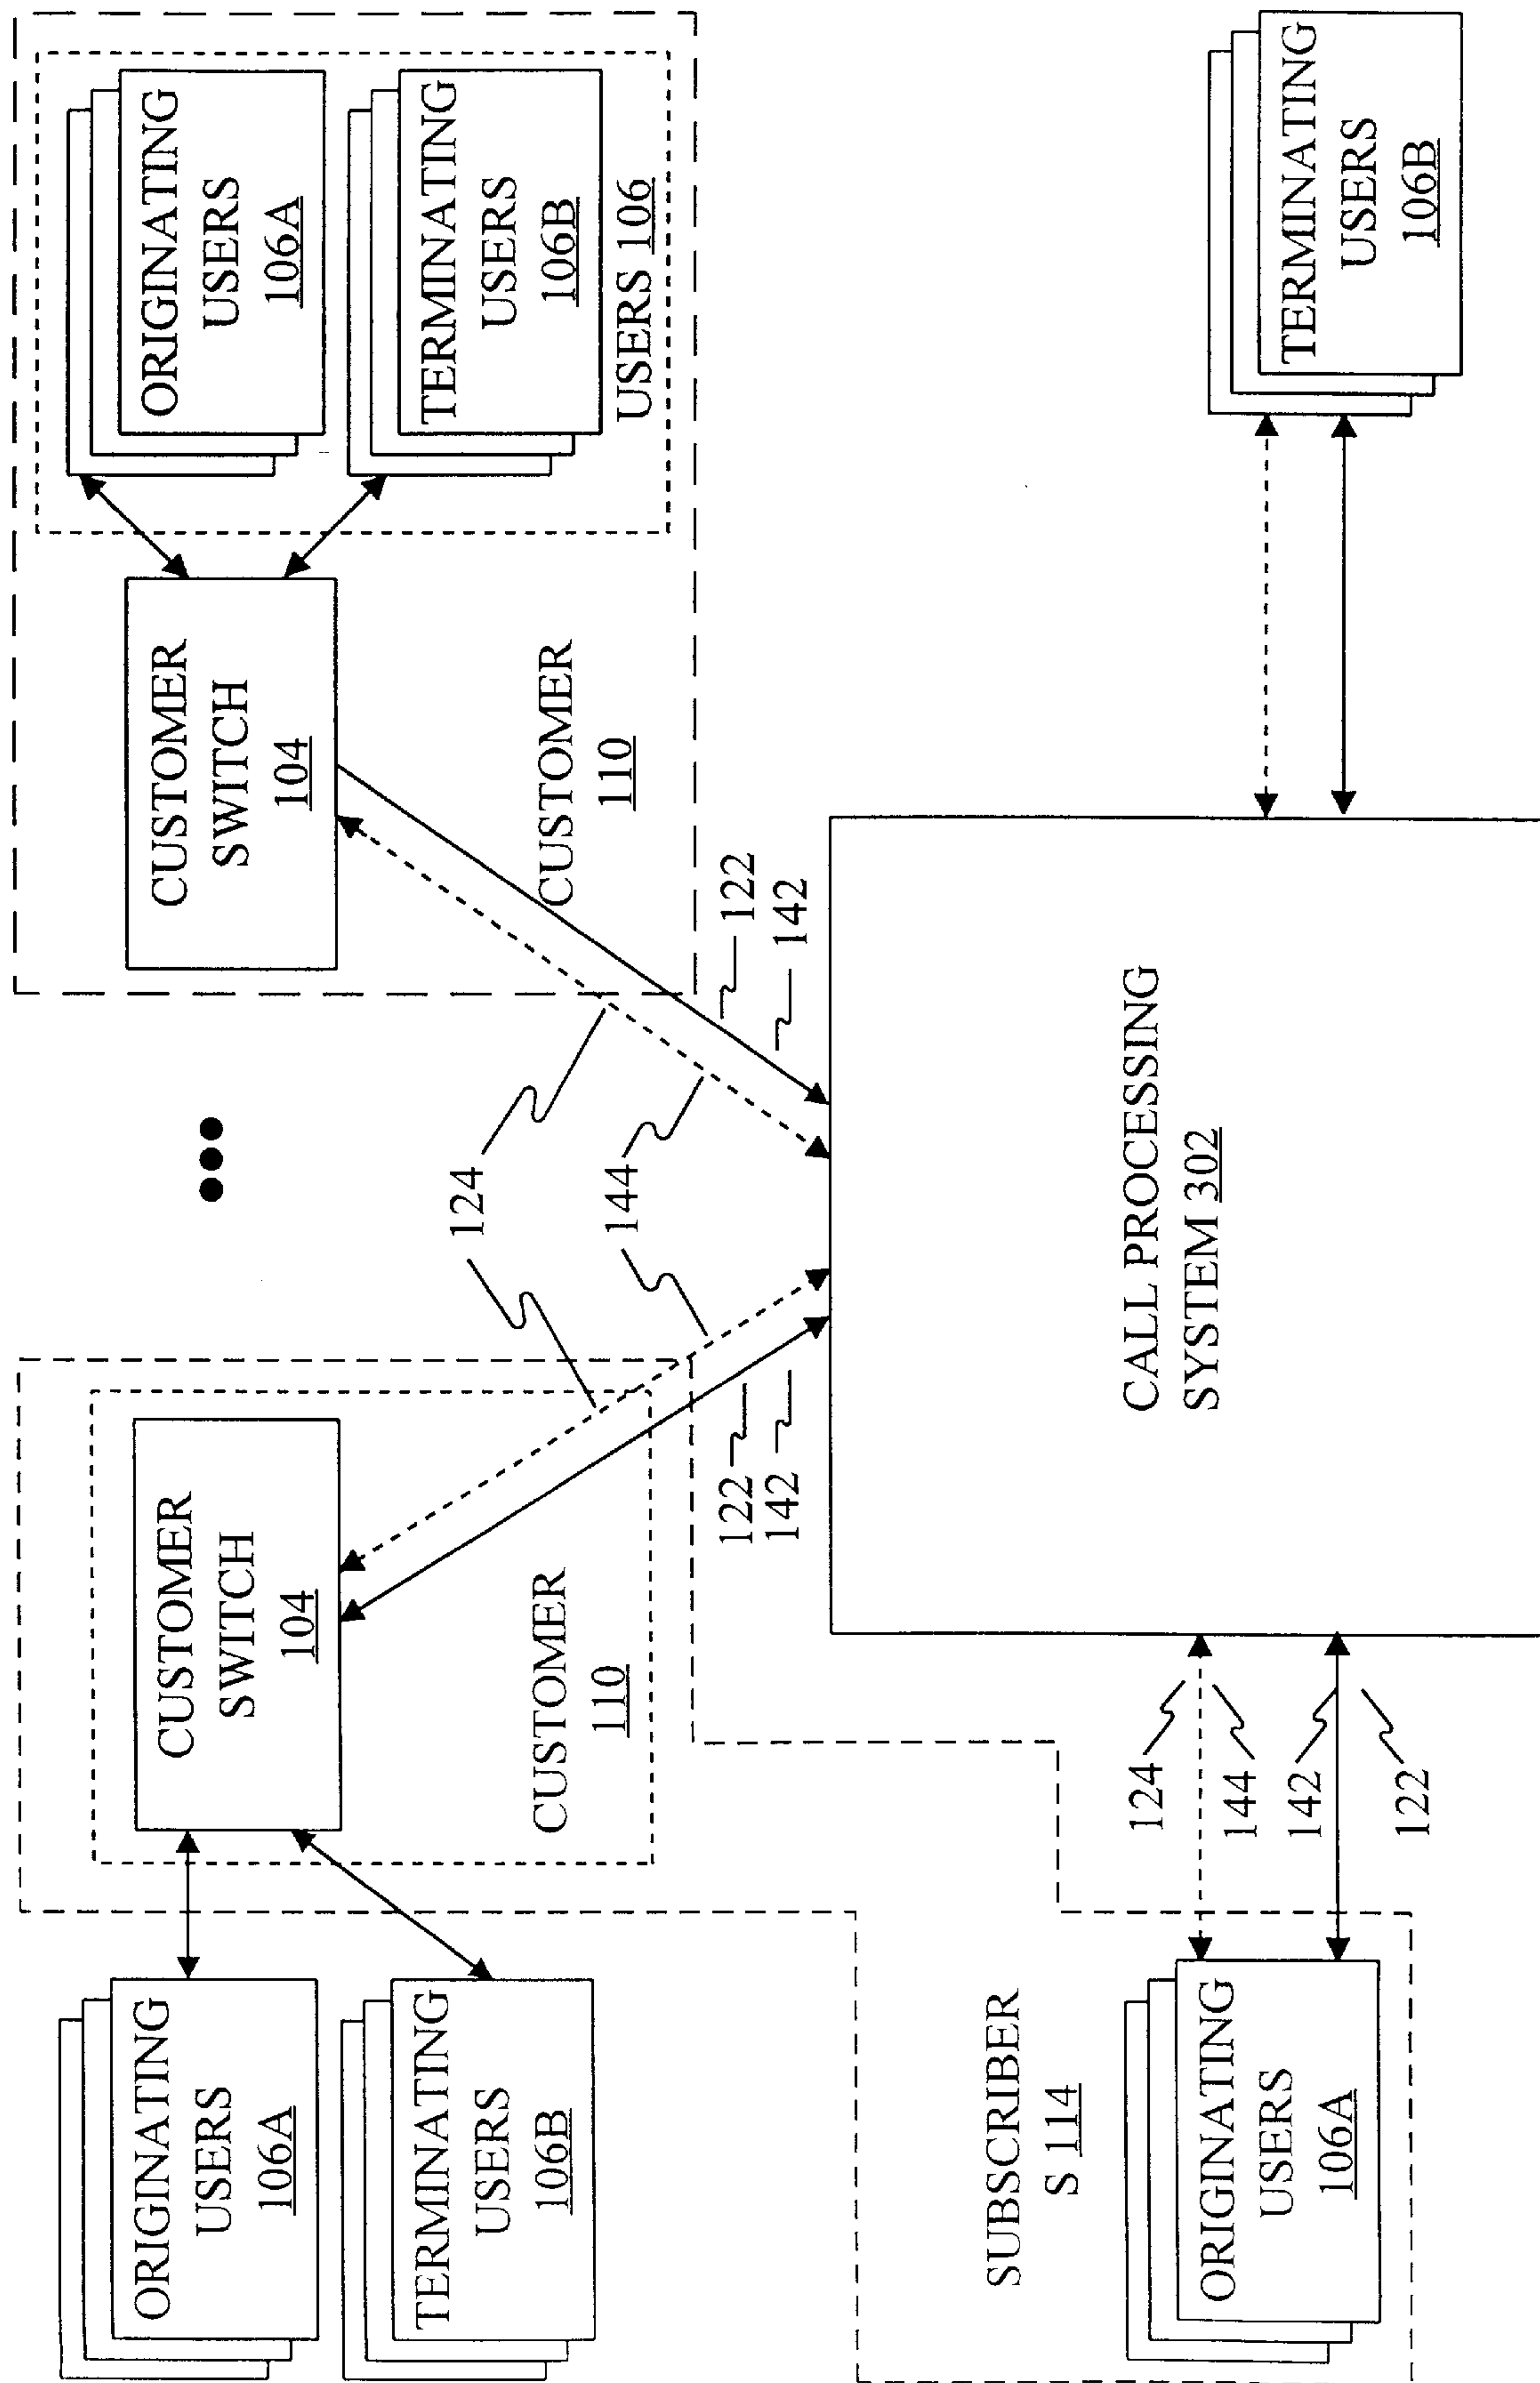 ORIGINATING
USERS
106A
TERMINATING
USERS
106B
CUSTOMER
SWITCH
104
CUSTOMER
110
CUSTOMER
SWITCH
104
CUSTOMER
110
ORIGINATING
USERS
106A
TERMINATING
USERS
106B
USERS 106
124
144
122
142
122
142
SUBSCRIBER
S 114
ORIGINATING
USERS
106A
124
144
142
122
CALL PROCESSING
SYSTEM 302
TERMINATING
USERS
106B